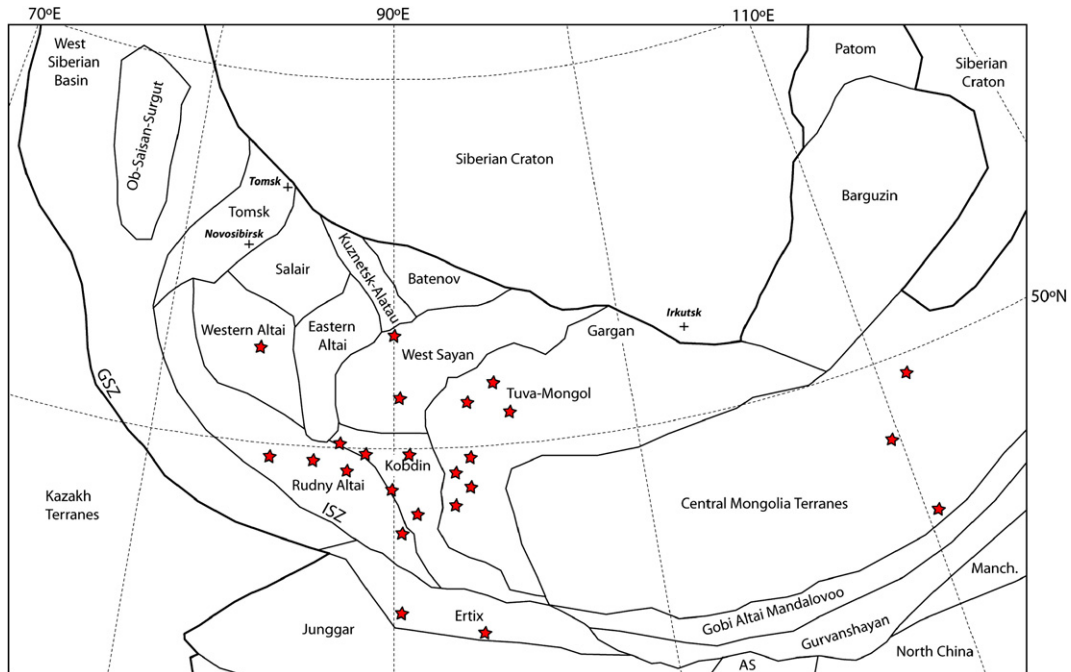 70ºE
90ºE
110ºE
West
Siberian
Basin
Patom
Siberian
Craton
Ob-Saisan-Surgut
Siberian Craton
Tomsk
Tomsk
Barguzin
Novosibirsk
Kuznetsk-Alatau
Salair
Batenov
50ºN
Irkutsk
Western Altai
Eastern
Altai
Gargan
West Sayan
GSZ
Tuva-Mongol
Kobdin
Rudny Altai
Kazakh
Terranes
ISZ
Central Mongolia Terranes
Manch.
Gobi Altai Mandalovoo
Ertix
Junggar
Gurvanshayan
North China
AS